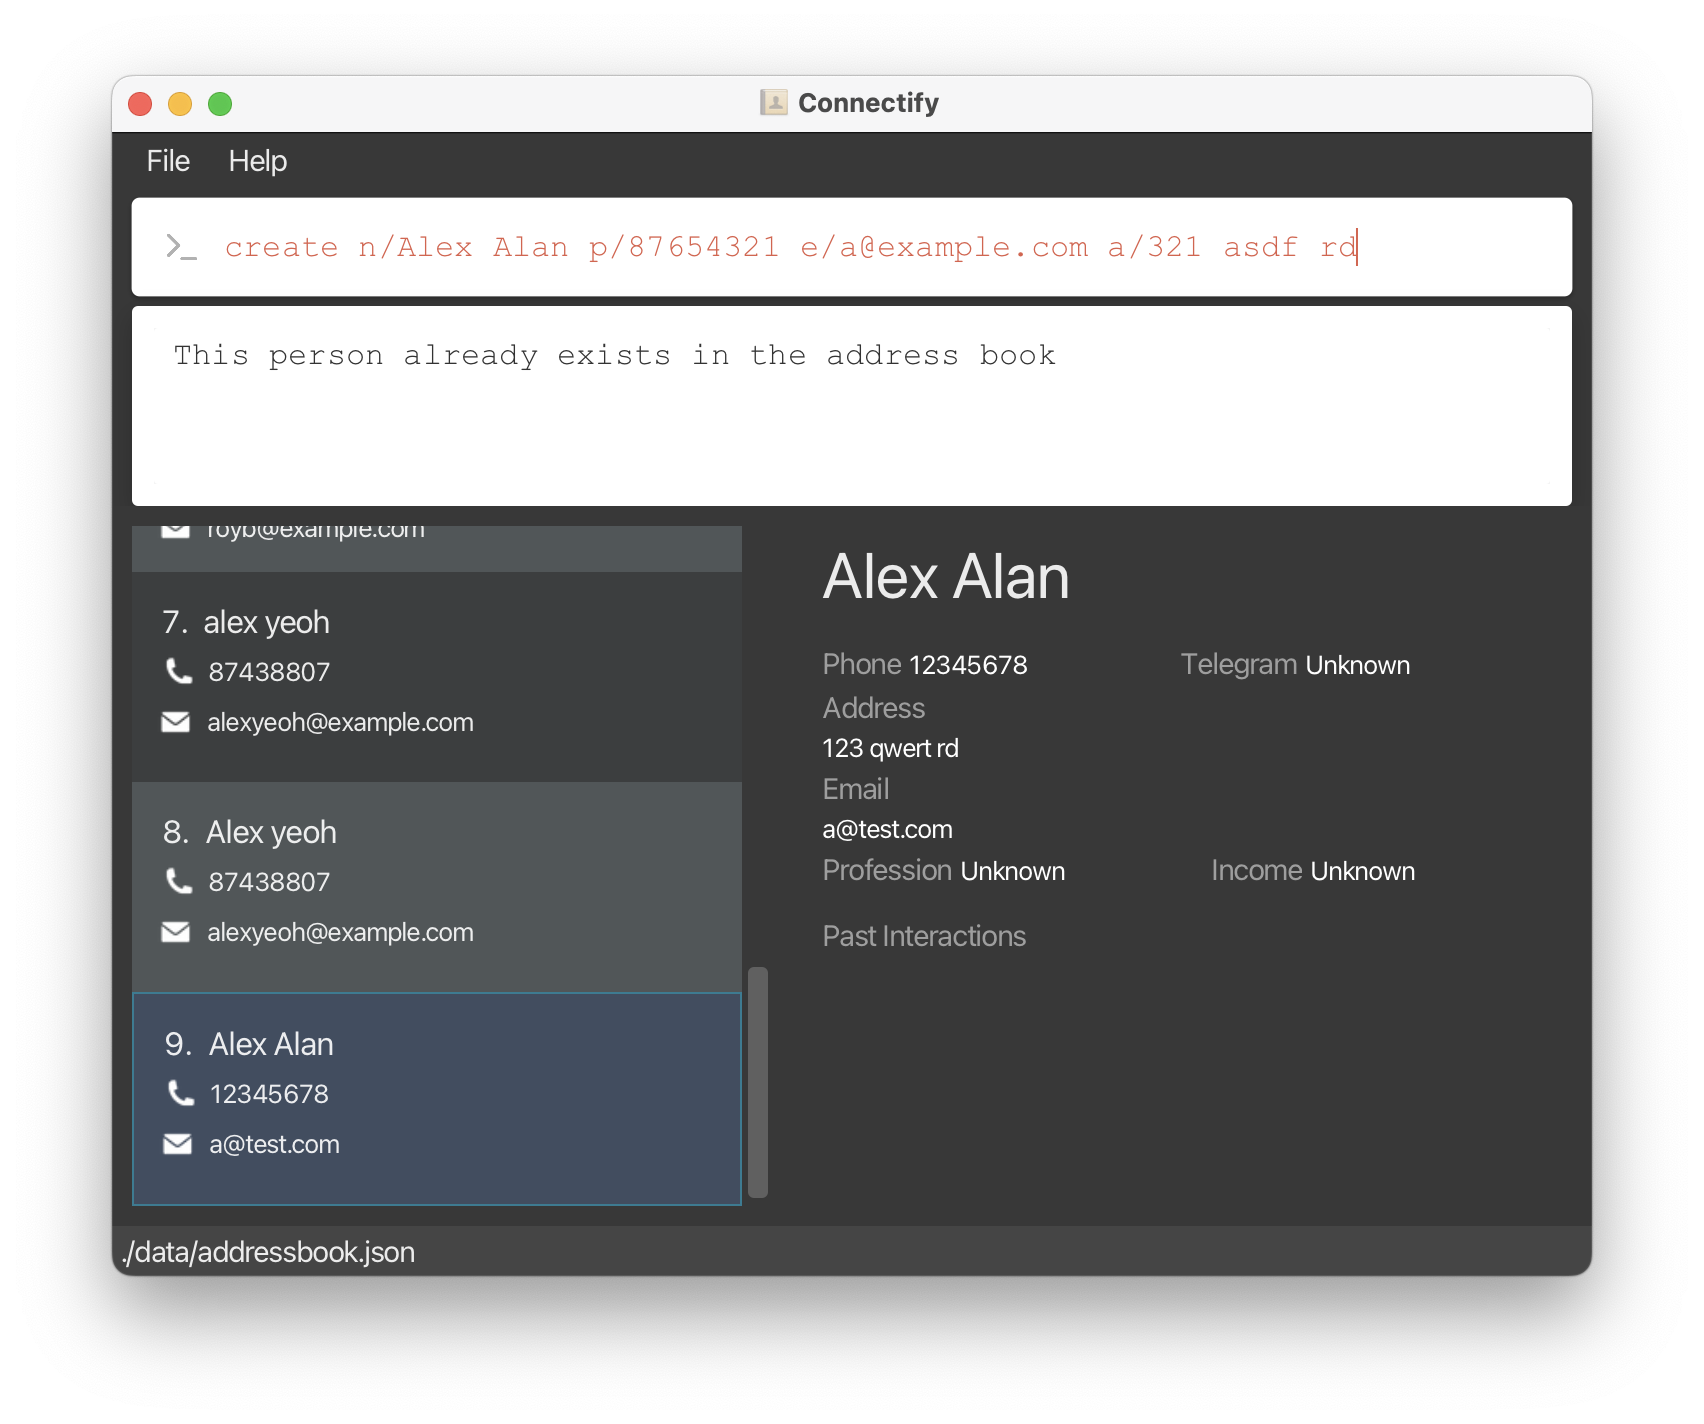 Connectify
File Help
create n/Alex Alan p/87654321 e/a@example.com a/321 asdf rd
This person already exists in the address book
royb@example.com
7. alex yeoh
87438807
alexyeoh@example.com
8. Alex yeoh
87438807
alexyeoh@example.com
9. Alex Alan
12345678
a@test.com
Alex Alan
Phone 12345678 Telegram Unknown
Address
123 qwert rd
Email
a@test.com
Profession Unknown Income Unknown
Past Interactions
./data/addressbook.json